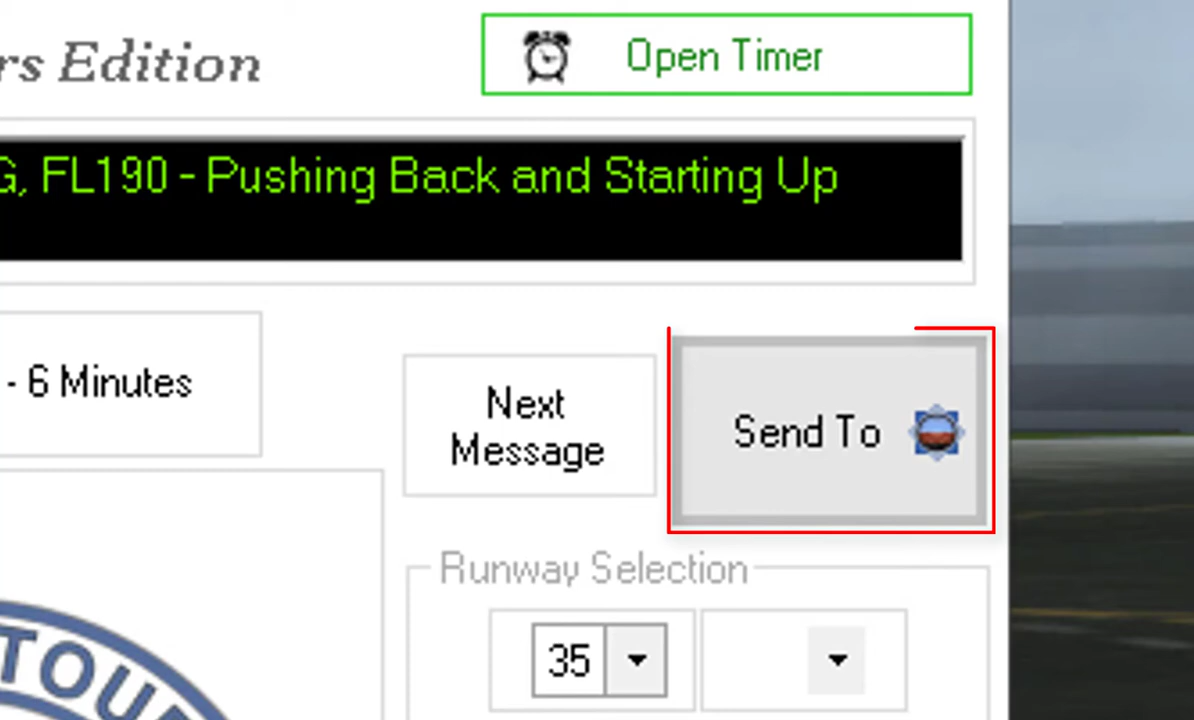 rs Edition
Open Timer
G, FL190 - Pushing Back and Starting Up
- 6 Minutes
Next
Message
Send To
Runway Selection
35
TOUR